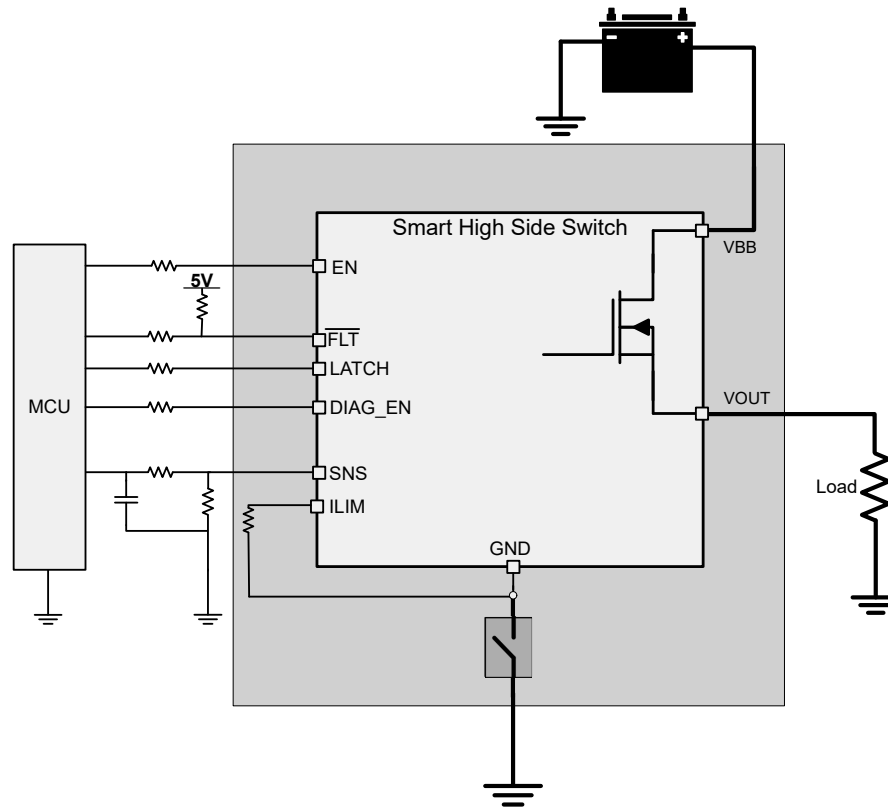 - +
Smart High Side Switch
VBB
EN
5V
FLT
LATCH
MCU
DIAG_EN
VOUT
SNS
Load
ILIM
GND